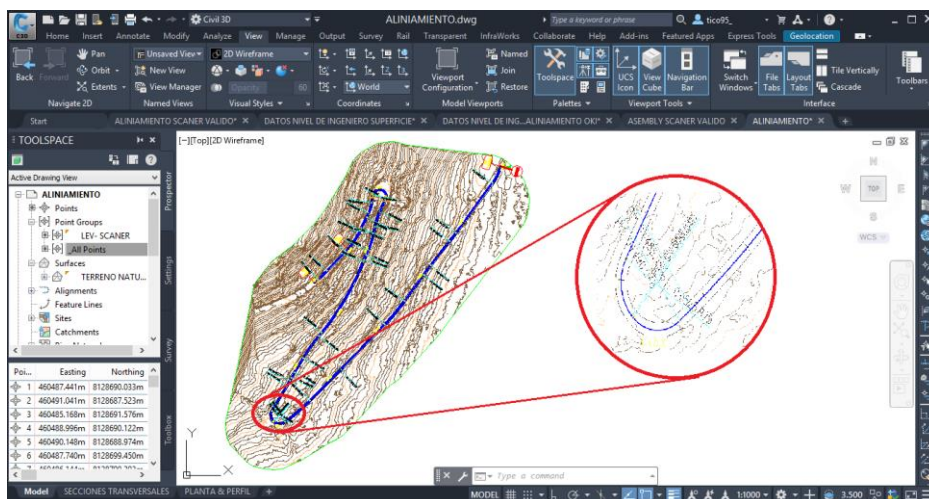 Civil 3D
ALINIAMIENTO.dwg
Type a keyword or phrase
tico95_
C3D
Home Insert Annotate Modify Analyze View Manage Output Survey Rail Transparent InfraWorks Collaborate Help Add-ins Featured Apps Express Tools Geolocation
Back
Forward
Pan
Orbit
Extents
Navigate 2D
Unsaved View
New View
View Manager
Named Views
2D Wireframe
Opacity 60
Visual Styles
World
Coordinates
Viewport
Configuration
Named
Join
Restore
Model Viewports
Toolspace
Palettes
UCS
Icon
View
Cube
Navigation
Bar
Viewport Tools
Switch
Windows
File
Tabs
Layout
Tabs
Tile Vertically
Cascade
Interface
Toolbars
Start
ALINIAMIENTO SCANER VALIDO*
DATOS NIVEL DE INGENIERO SUPERFICIE*
DATOS NIVEL DE ING...ALINIAMIENTO OKI*
ASEMBLY SCANER VALIDO
ALINIAMIENTO*
TOOLSPACE
Active Drawing View
ALINIAMIENTO
Points
Point Groups
LEV- SCANER
_All Points
Surfaces
TERRENO NATU...
Alignments
Feature Lines
Sites
Catchments
Prospector
Settings
Survey
Toolbox
Poi... Easting Northing
1 460487.441m 8128690.033m
2 460491.041m 8128687.523m
3 460485.168m 8128691.576m
4 460488.996m 8128690.122m
5 460490.148m 8128688.974m
6 460487.740m 8128699.450m
[−][Top][2D Wireframe]
N
W TOP E
S
WCS
Y
X
Type a command
Model SECCIONES TRANSVERSALES PLANTA & PERFIL
MODEL
1:1000
3.500